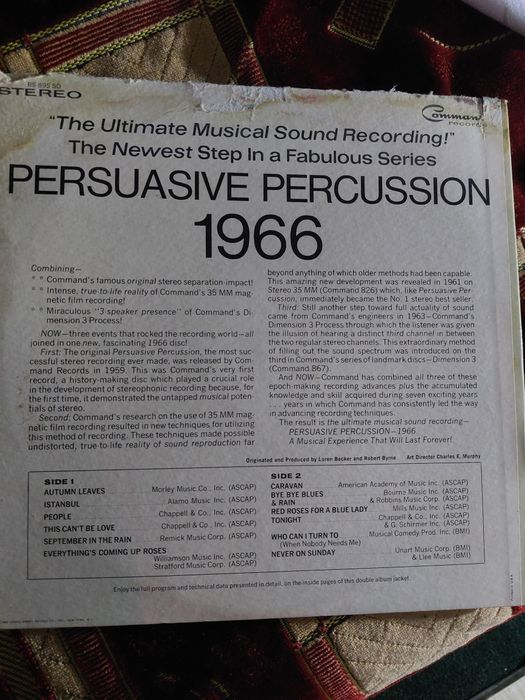 RS 895 SD
STEREO
Command
records
"The Ultimate Musical Sound Recording!"
The Newest Step In a Fabulous Series
PERSUASIVE PERCUSSION
1966
Combining—
** Command's famous original stereo separation impact!
** Intense, true-to-life reality of Command's 35 MM mag-
netic film recording!
** Miraculous "3-speaker presence" of Command's Di-
mension 3 Process!
NOW—three events that rocked the recording world—all
joined in one new, fascinating 1966 disc!
First: The original Persuasive Percussion, the most suc-
cessful stereo recording ever made, was released by Com-
mand Records in 1959. This was Command's very first
record, a history-making disc which played a crucial role
in the development of stereophonic recording because, for
the first time, it demonstrated the untapped musical poten-
tials of stereo.
Second: Command's research on the use of 35 MM mag-
netic film recording resulted in new techniques for utilizing
this method of recording. These techniques made possible
undistorted, true-to-life reality of sound reproduction far
beyond anything of which older methods had been capable.
This amazing new development was revealed in 1961 on
Stereo 35 MM (Command 826) which, like Persuasive Per-
cussion, immediately became the No. 1 stereo best seller.
Third: Still another step toward full actuality of sound
came from Command's engineers in 1963—Command's
Dimension 3 Process through which the listener was given
the illusion of hearing a distinct third channel in between
the two regular stereo channels. This extraordinary method
of filling out the sound spectrum was introduced on the
third in Command's series of landmark discs—Dimension 3
(Command 867).
And NOW—Command has combined all three of these
epoch-making recording advances plus the accumulated
knowledge and skill acquired during seven exciting years
. . . years in which Command has consistently led the way
in advancing recording techniques.
The result is the ultimate musical sound recording—
PERSUASIVE PERCUSSION—1966.
A Musical Experience That Will Last Forever!
Originated and Produced by Loren Becker and Robert Byrne Art Director Charles E. Murphy
SIDE 1
AUTUMN LEAVES Morley Music Co., Inc. (ASCAP)
ISTANBUL Alamo Music Inc. (ASCAP)
PEOPLE Chappell & Co., Inc. (ASCAP)
THIS CAN'T BE LOVE Chappell & Co., Inc. (ASCAP)
SEPTEMBER IN THE RAIN Remick Music Corp. (ASCAP)
EVERYTHING'S COMING UP ROSES
Williamson Music Inc. (ASCAP)
Stratford Music Corp. (ASCAP)
SIDE 2
CARAVAN American Academy of Music Inc. (ASCAP)
BYE BYE BLUES Bourne Music Inc. (ASCAP)
& RAIN & Robbins Music Corp. (ASCAP)
RED ROSES FOR A BLUE LADY Mills Music Inc. (ASCAP)
TONIGHT Chappell & Co., Inc. (ASCAP)
& G. Schirmer Inc. (ASCAP)
WHO CAN I TURN TO Musical Comedy Prod. Inc. (BMI)
(When Nobody Needs Me)
NEVER ON SUNDAY Unart Music Corp. (BMI)
& Llee Music (BMI)
Enjoy the full program and technical data presented in detail, on the inside pages of this double album jacket.